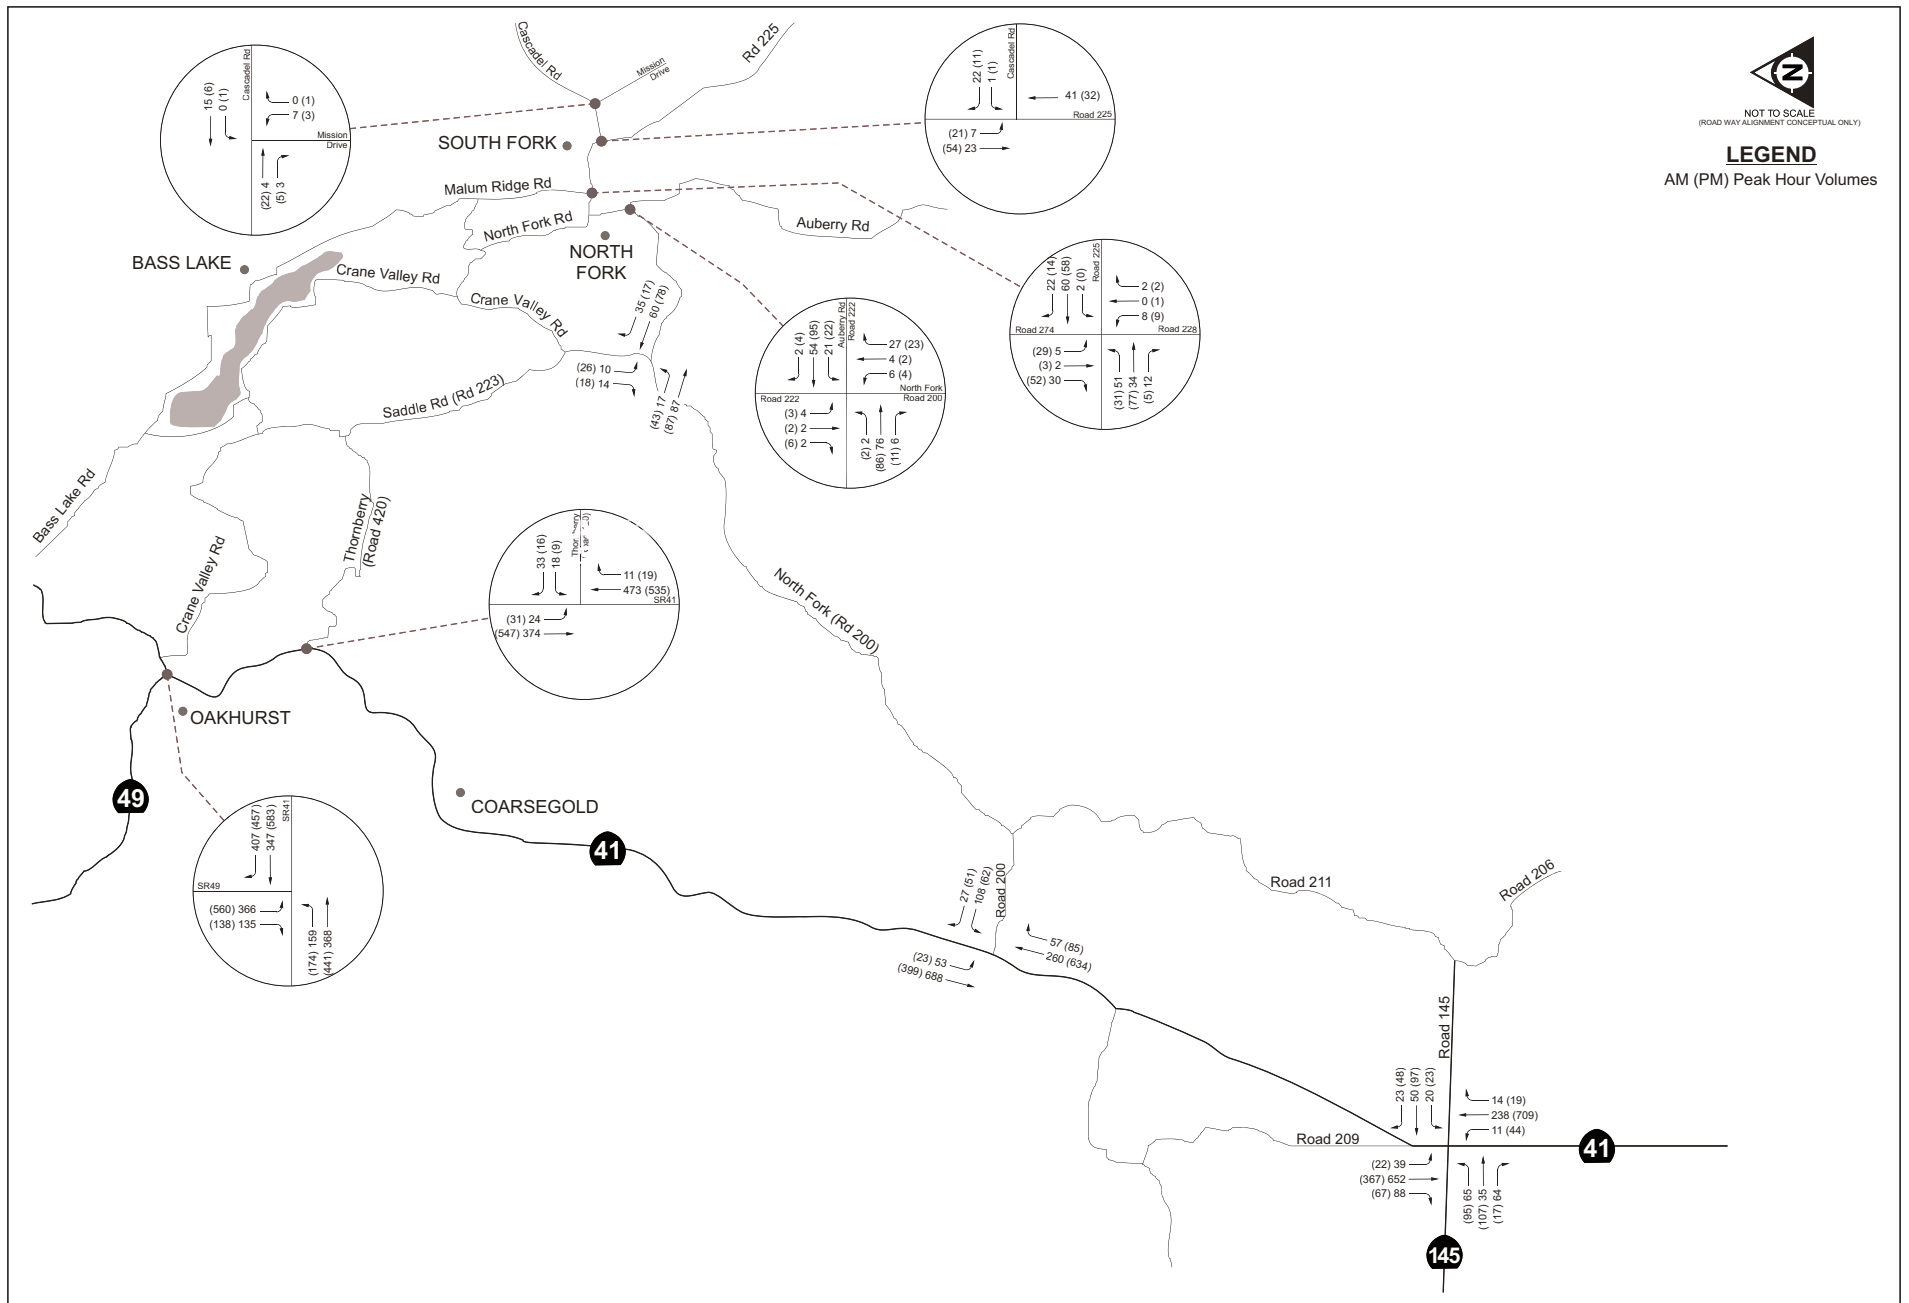 Cascadel Rd
Mission
Drive
Rd 225
NOT TO SCALE
(ROAD WAY ALIGNMENT CONCEPTUAL ONLY)
LEGEND
AM (PM) Peak Hour Volumes
15 (6)
0 (1)
Cascadel Rd
0 (1)
7 (3)
Mission
Drive
(22) 4
(5) 3
22 (11)
1 (1)
Cascadel Rd
41 (32)
Road 225
(21) 7
(54) 23
SOUTH FORK
Malum Ridge Rd
North Fork Rd
NORTH
FORK
Auberry Rd
BASS LAKE
Crane Valley Rd
Crane Valley Rd
35 (17)
60 (78)
(26) 10
(18) 14
(43) 17
(87) 87
Saddle Rd (Rd 223)
2 (4)
54 (95)
21 (22)
Auberry Rd
Road 222
27 (23)
4 (2)
6 (4)
North Fork
Road 200
Road 222
(3) 4
(2) 2
(6) 2
(2) 2
(86) 76
(11) 6
22 (14)
60 (58)
2 (0)
Road 225
2 (2)
0 (1)
8 (9)
Road 274
Road 228
(29) 5
(3) 2
(52) 30
(31) 51
(77) 34
(5) 12
Bass Lake Rd
Crane Valley Rd
Thornberry
(Road 420)
33 (16)
18 (9)
11 (19)
473 (535)
SR41
(31) 24
(547) 374
North Fork (Rd 200)
OAKHURST
49
COARSEGOLD
41
407 (457)
347 (583)
SR41
SR49
(560) 366
(138) 135
(174) 159
(441) 368
27 (51)
108 (62)
Road 200
57 (85)
260 (634)
(23) 53
(399) 688
Road 211
Road 206
Road 145
23 (48)
50 (97)
20 (23)
14 (19)
238 (709)
11 (44)
Road 209
41
(22) 39
(367) 652
(67) 88
(95) 65
(107) 35
(17) 64
145